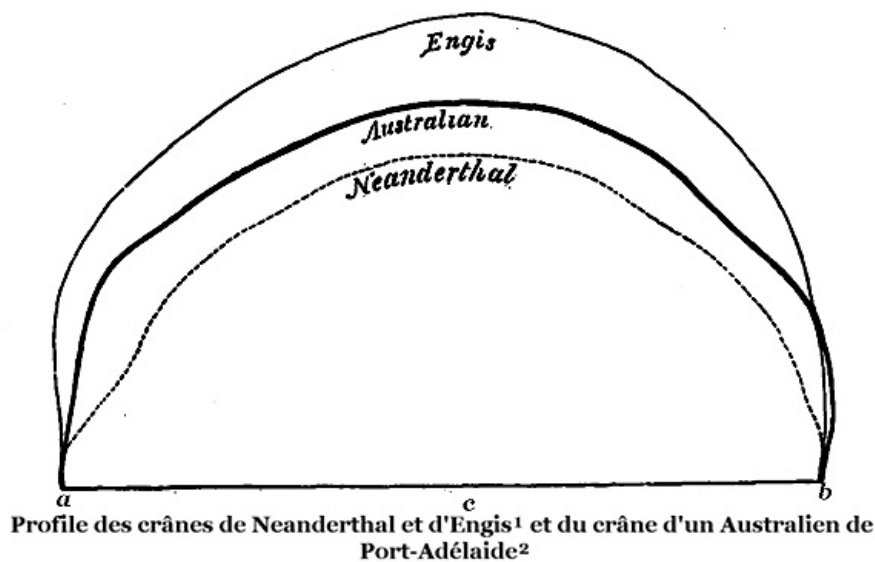 Engis
Australian.
Neanderthal
a c b
Profile des crânes de Neanderthal et d'Engis¹ et du crâne d'un Australien de
Port-Adélaide²